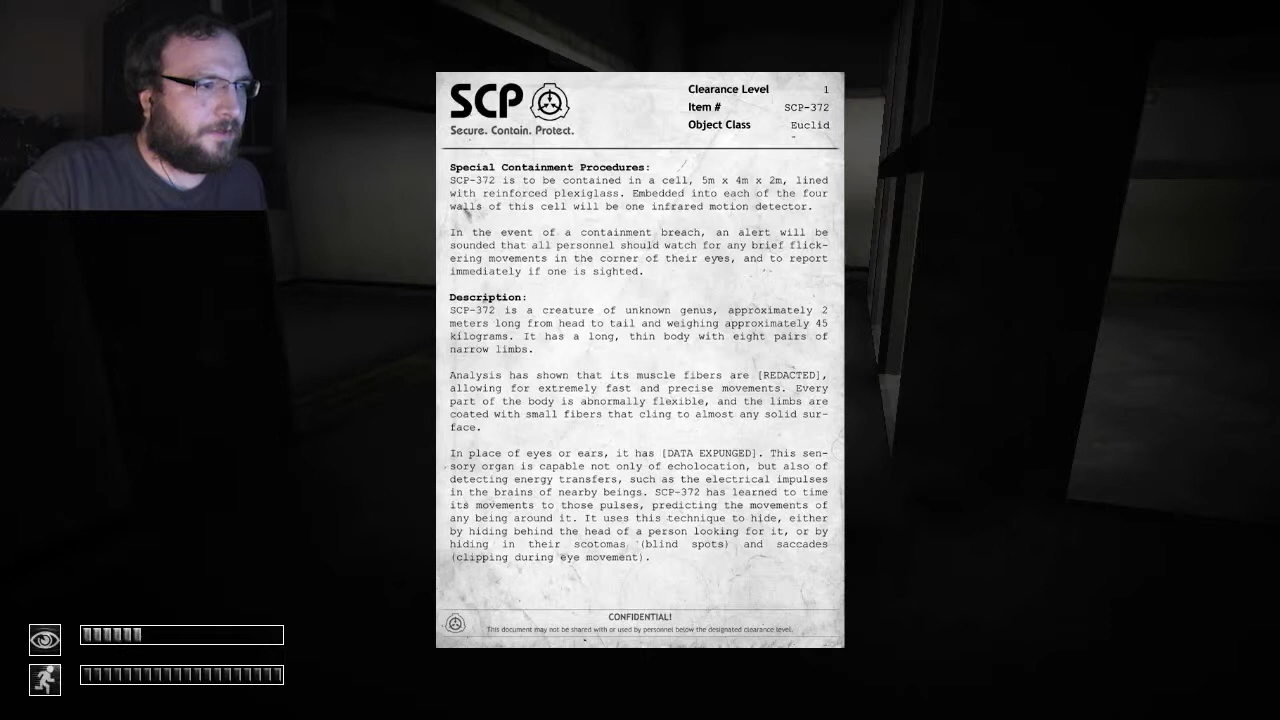 SCP
Secure. Contain. Protect.
Clearance Level 1
Item # SCP-372
Object Class Euclid
Special Containment Procedures:
SCP-372 is to be contained in a cell, 5m x 4m x 2m, lined
with reinforced plexiglass. Embedded into each of the four
walls of this cell will be one infrared motion detector.
In the event of a containment breach, an alert will be
sounded that all personnel should watch for any brief flick-
ering movements in the corner of their eyes, and to report
immediately if one is sighted.
Description:
SCP-372 is a creature of unknown genus, approximately 2
meters long from head to tail and weighing approximately 45
kilograms. It has a long, thin body with eight pairs of
narrow limbs.
Analysis has shown that its muscle fibers are [REDACTED],
allowing for extremely fast and precise movements. Every
part of the body is abnormally flexible, and the limbs are
coated with small fibers that cling to almost any solid sur-
face.
In place of eyes or ears, it has [DATA EXPUNGED]. This sen-
sory organ is capable not only of echolocation, but also of
detecting energy transfers, such as the electrical impulses
in the brains of nearby beings. SCP-372 has learned to time
its movements to those pulses, predicting the movements of
any being around it. It uses this technique to hide, either
by hiding behind the head of a person looking for it, or by
hiding in their scotomas (blind spots) and saccades
(clipping during eye movement).
CONFIDENTIAL!
This document may not be shared with or used by personnel below the designated clearance level.